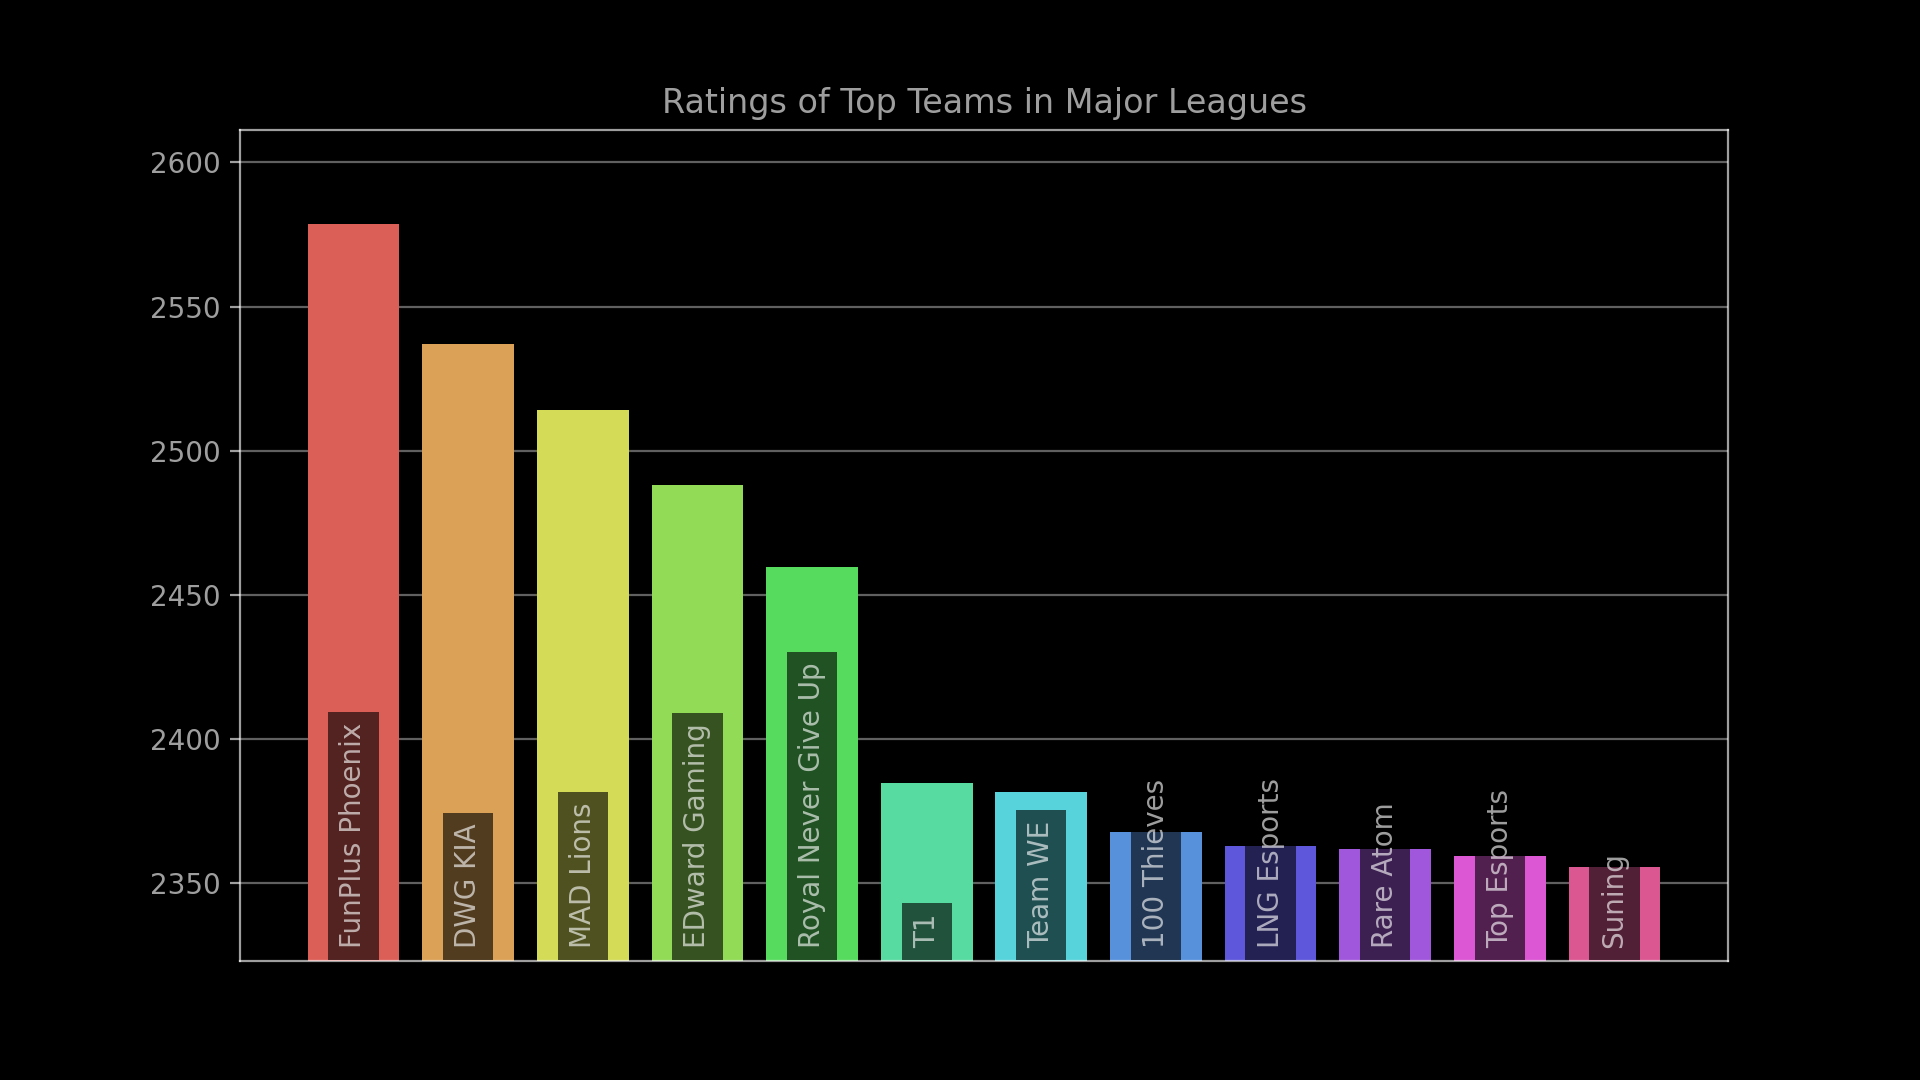 Ratings of Top Teams in Major Leagues
2600
2550
2500
2450
2400
2350
FunPlus Phoenix
DWG KIA
MAD Lions
EDward Gaming
Royal Never Give Up
T1
Team WE
100 Thieves
LNG Esports
Rare Atom
Top Esports
Suning